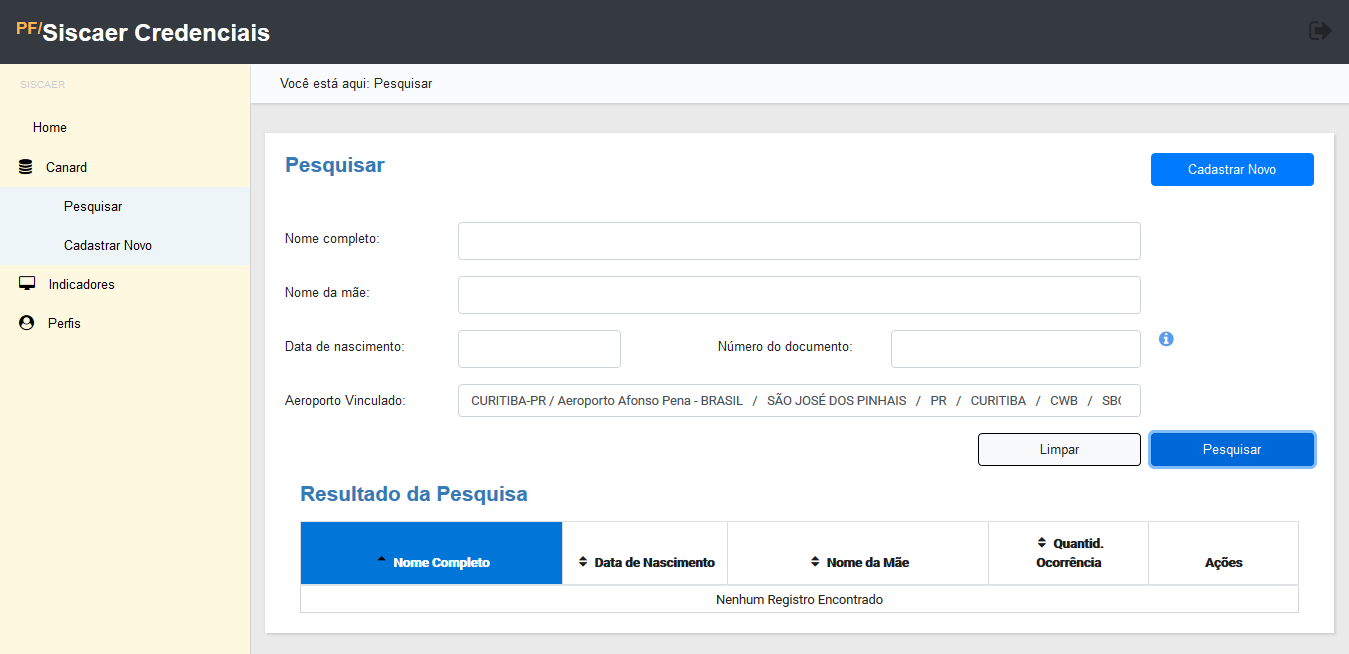 PF/Siscaer Credenciais
SISCAER
Você está aqui: Pesquisar
Home
Canard
Pesquisar
Cadastrar Novo
Indicadores
Perfis
Pesquisar
Cadastrar Novo
Nome completo:
Nome da mãe:
Data de nascimento:
Número do documento:
Aeroporto Vinculado:
CURITIBA-PR / Aeroporto Afonso Pena - BRASIL / SÃO JOSÉ DOS PINHAIS / PR / CURITIBA / CWB /
Limpar
Pesquisar
Resultado da Pesquisa
Nome Completo
Data de Nascimento
Nome da Mãe
Quantid.
Ocorrência
Ações
Nenhum Registro Encontrado